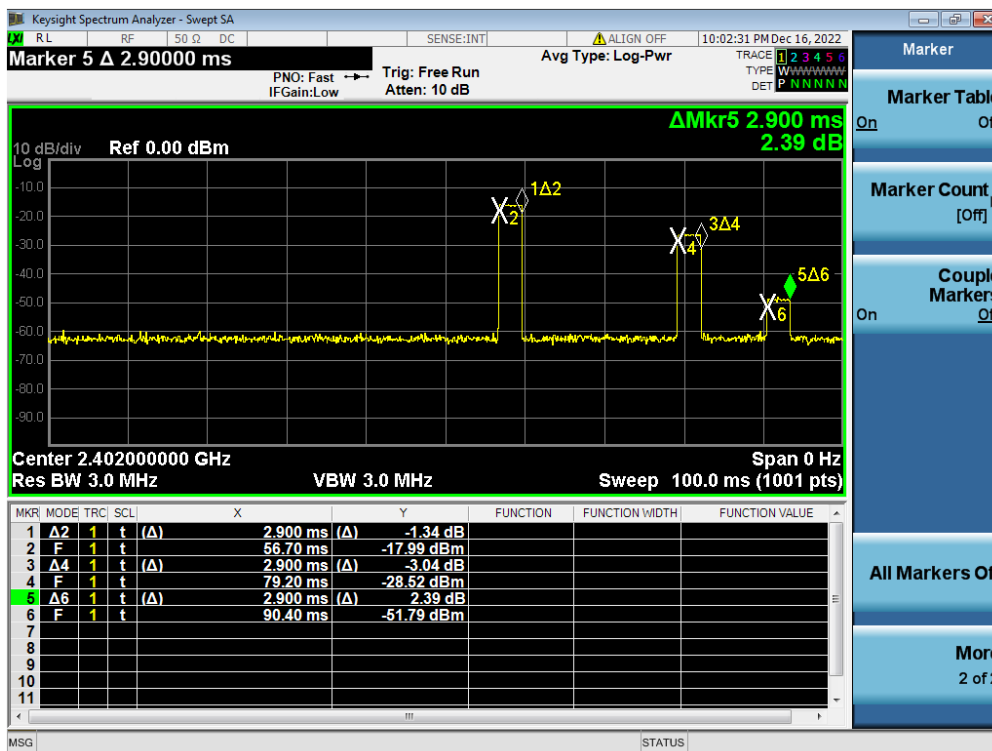 Keysight Spectrum Analyzer - Swept SA
LXI RL RF 50 Ω DC SENSE:INT ALIGN OFF 10:02:31 PM Dec 16, 2022
Marker 5 Δ 2.90000 ms
PNO: Fast
IFGain:Low
Trig: Free Run
Atten: 10 dB
Avg Type: Log-Pwr
TRACE 1 2 3 4 5 6
TYPE W
DET P N N N N N
ΔMkr5 2.900 ms
2.39 dB
10 dB/div Ref 0.00 dBm
Log
-10.0
-20.0
-30.0
-40.0
-50.0
-60.0
-70.0
-80.0
-90.0
1Δ2
2
3Δ4
4
5Δ6
6
Center 2.402000000 GHz Span 0 Hz
Res BW 3.0 MHz VBW 3.0 MHz Sweep 100.0 ms (1001 pts)
MKR MODE TRC SCL X Y FUNCTION FUNCTION WIDTH FUNCTION VALUE
1 Δ2 1 t (Δ) 2.900 ms (Δ) -1.34 dB
2 F 1 t 56.70 ms -17.99 dBm
3 Δ4 1 t (Δ) 2.900 ms (Δ) -3.04 dB
4 F 1 t 79.20 ms -28.52 dBm
5 Δ6 1 t (Δ) 2.900 ms (Δ) 2.39 dB
6 F 1 t 90.40 ms -51.79 dBm
7
8
9
10
11
MSG STATUS
Marker
Marker Table
On Of
Marker Count
[Off]
Couple
Markers
On Of
All Markers Of
More
2 of